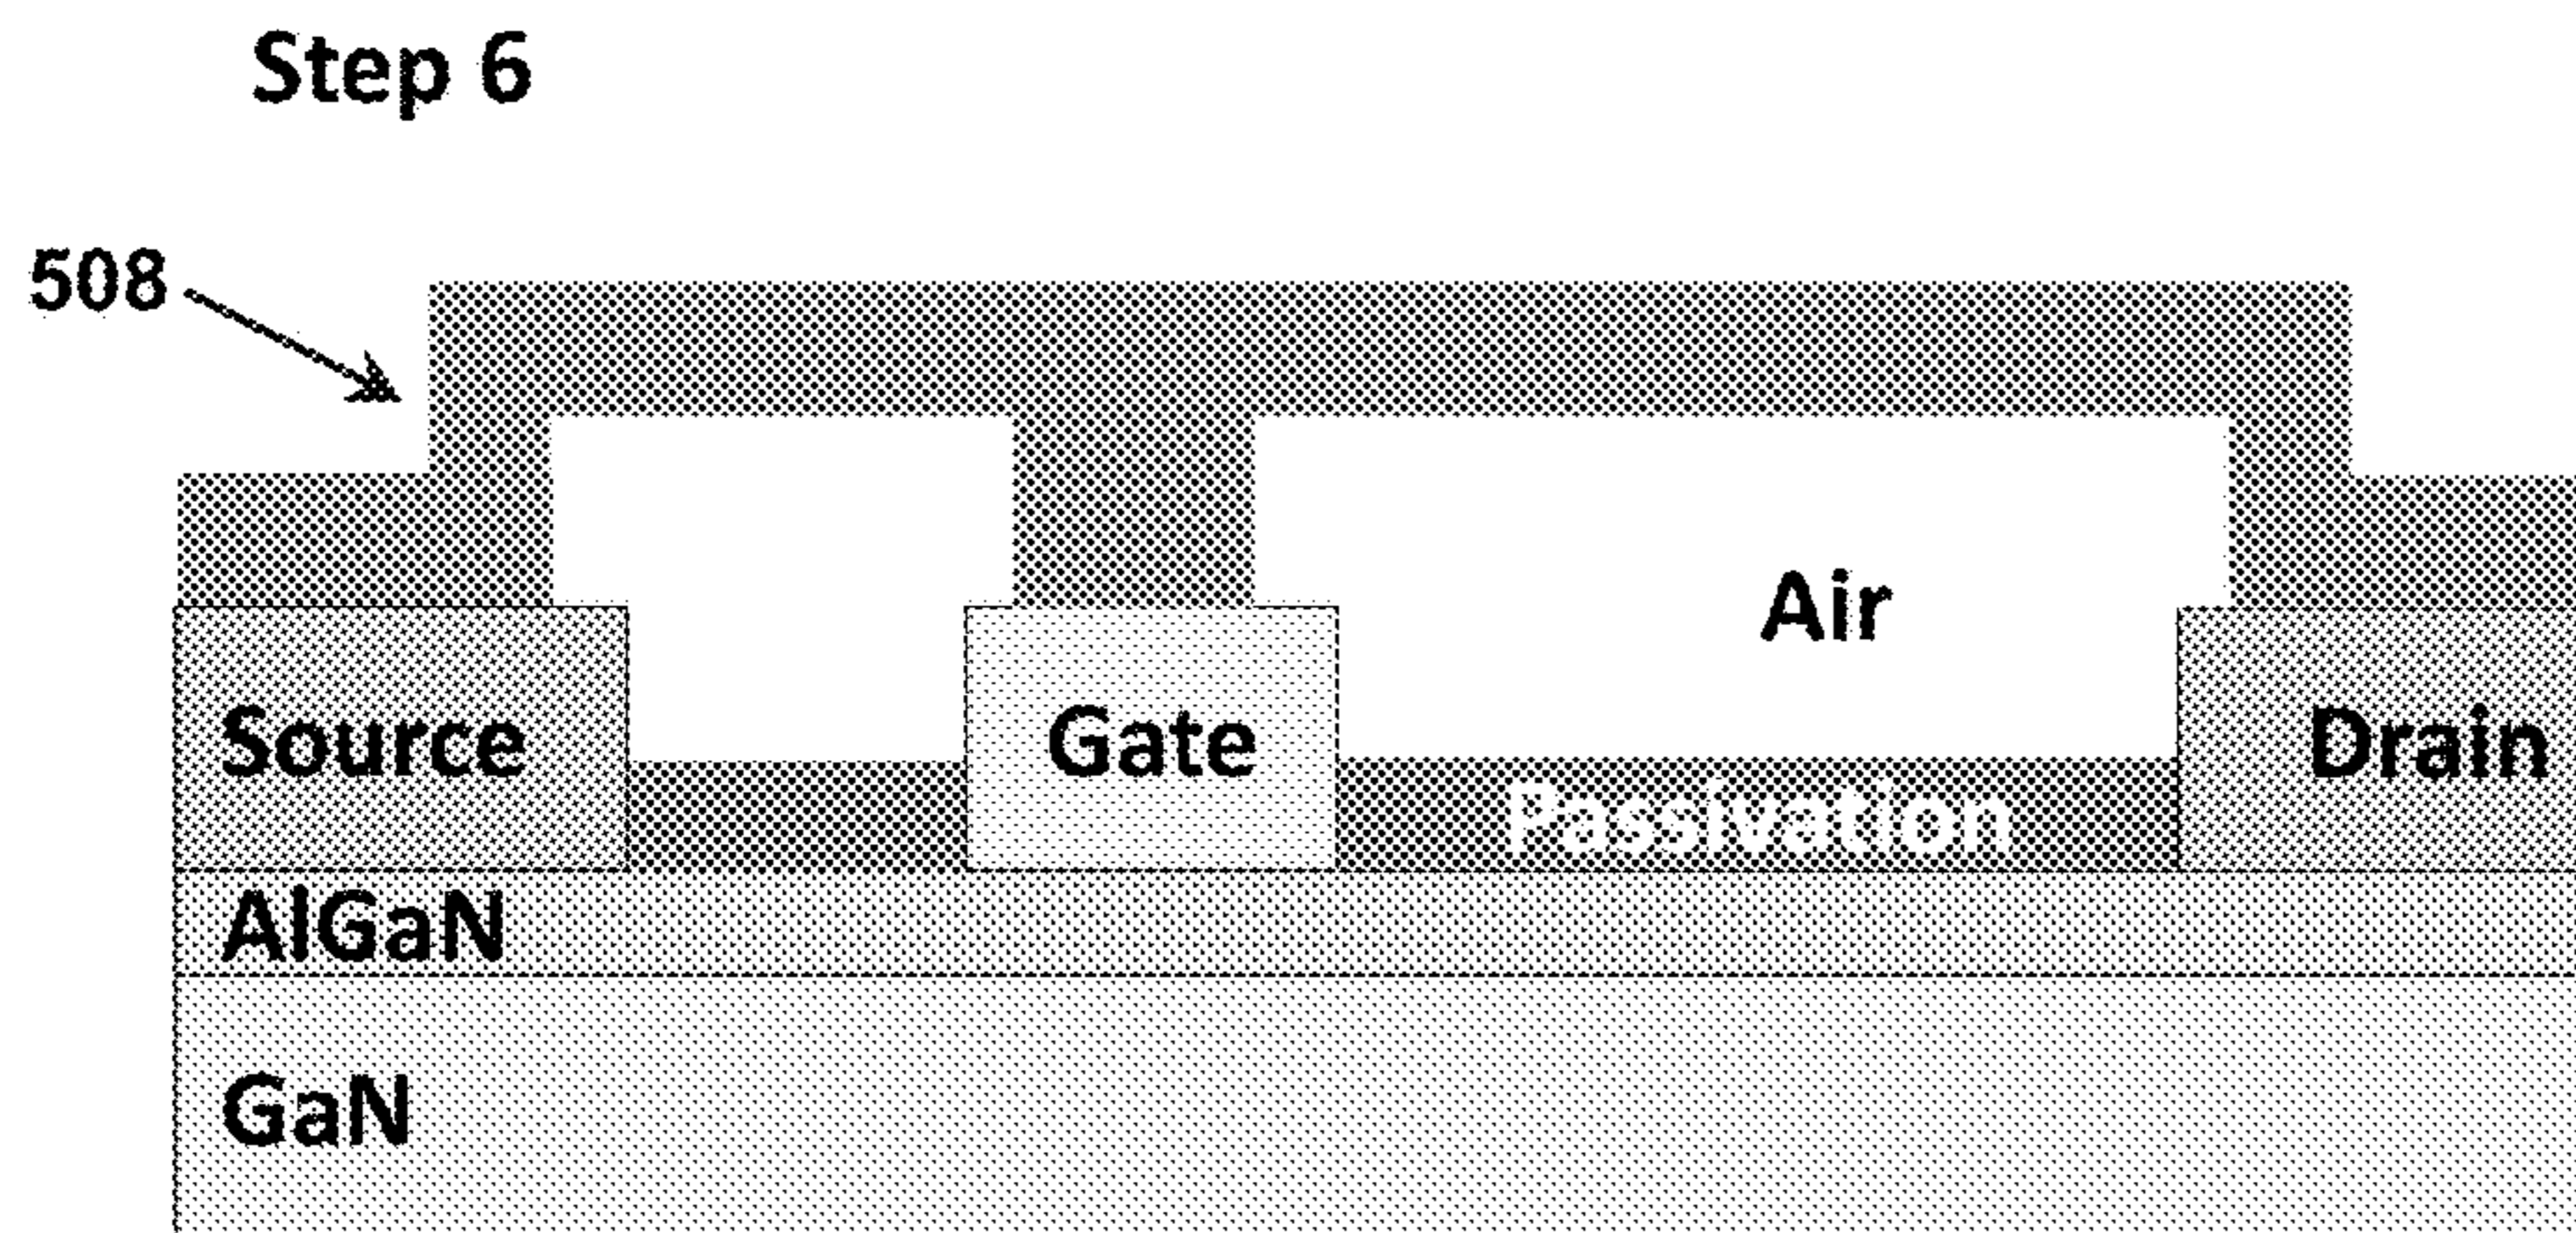 Step 6
508
Air
Source
Gate
Drain
Passivation
AlGaN
GaN